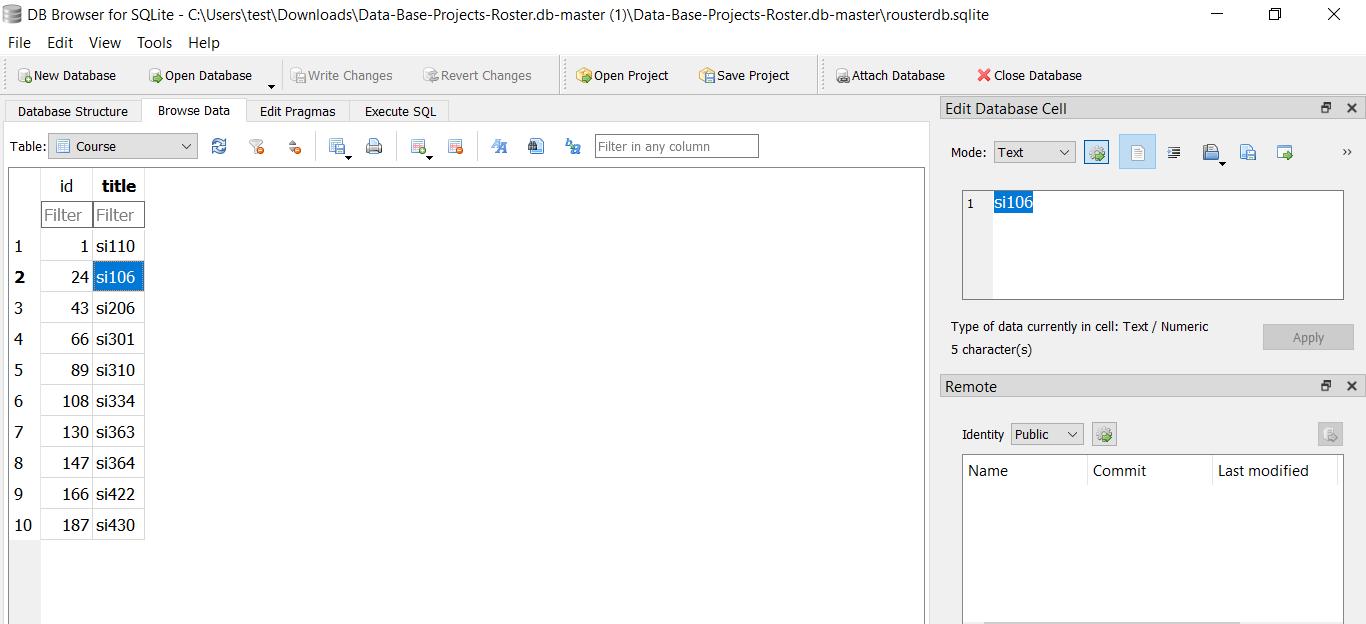 DB Browser for SQLite - C:\Users\test\Downloads\Data-Base-Projects-Roster.db-master (1)\Data-Base-Projects-Roster.db-master\rousterdb.sqlite
File Edit View Tools Help
New Database Open Database Write Changes Revert Changes Open Project Save Project Attach Database Close Database
Database Structure Browse Data Edit Pragmas Execute SQL
Table: Course Filter in any column
id title
Filter Filter
1 1 si110
2 24 si106
3 43 si206
4 66 si301
5 89 si310
6 108 si334
7 130 si363
8 147 si364
9 166 si422
10 187 si430
Edit Database Cell
Mode: Text
1 si106
Type of data currently in cell: Text / Numeric
5 character(s)
Apply
Remote
Identity Public
Name Commit Last modified